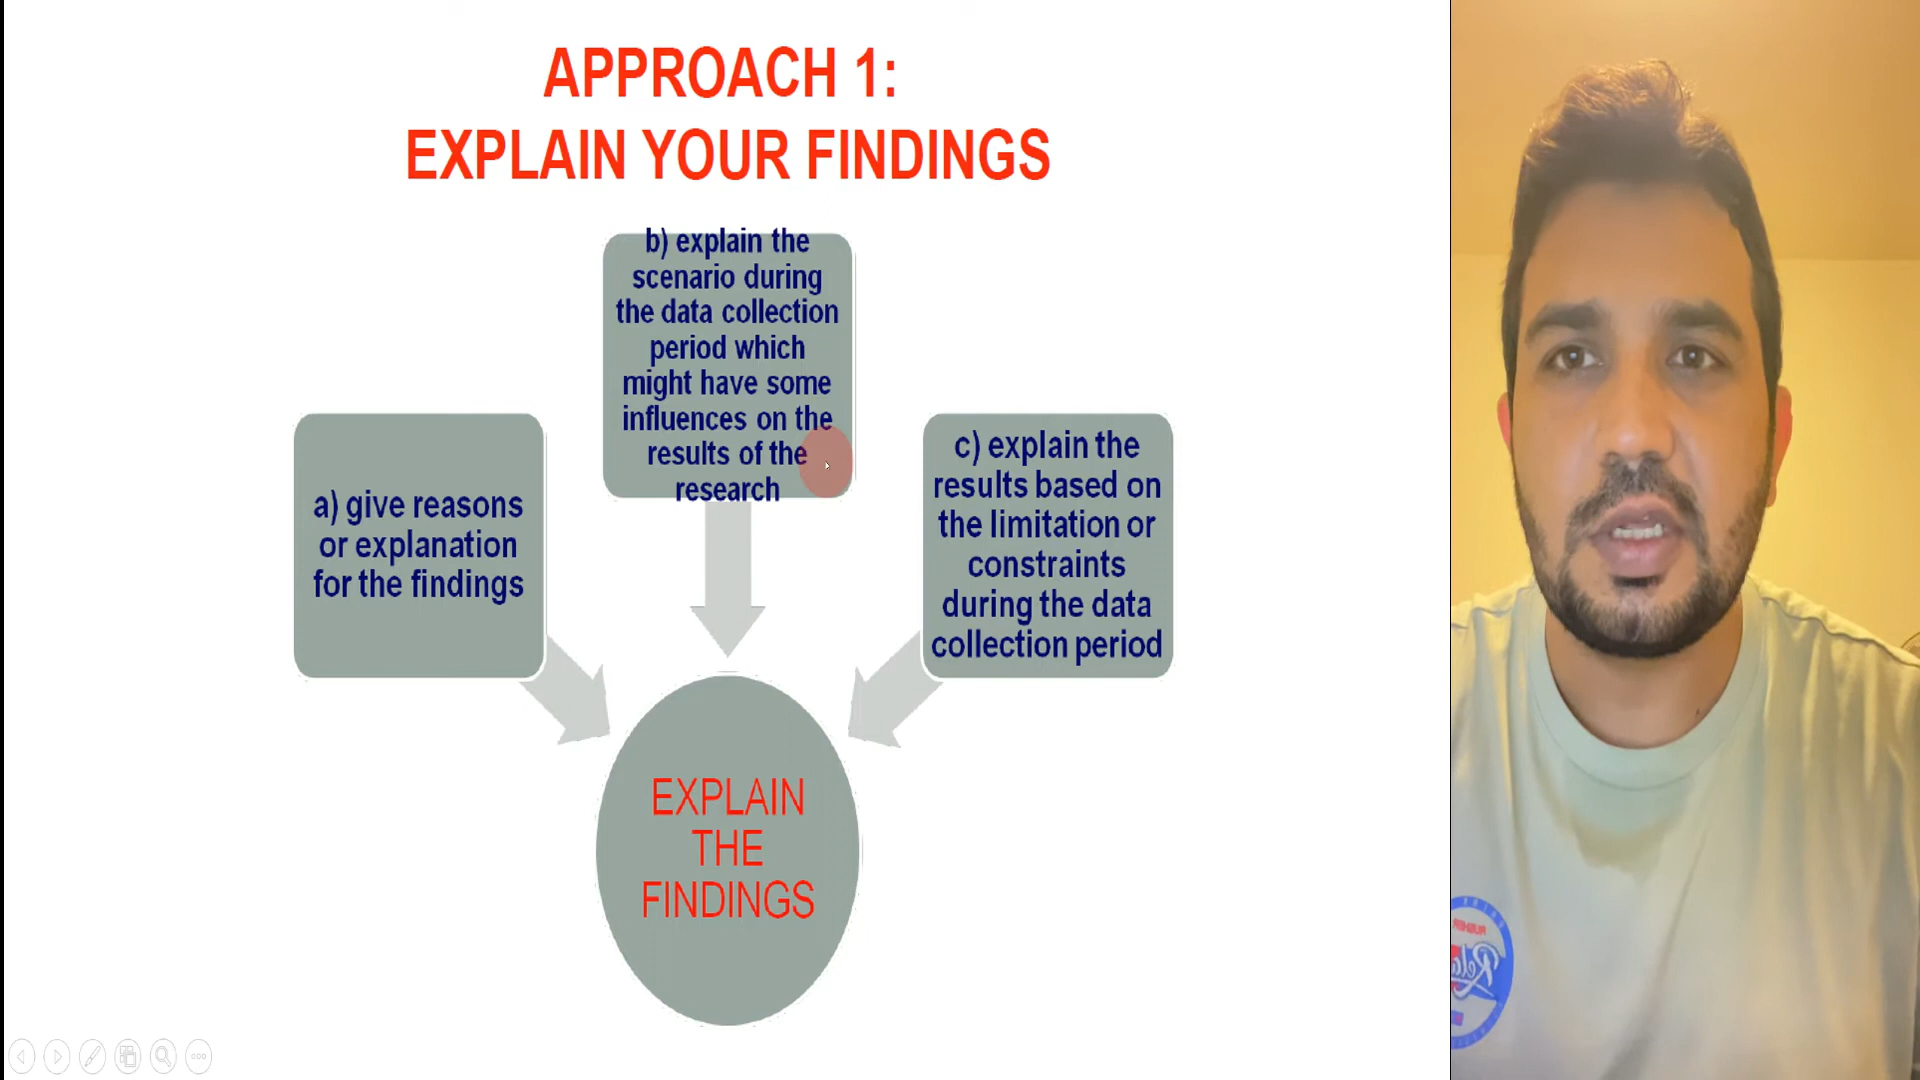 APPROACH 1:
EXPLAIN YOUR FINDINGS
a) give reasons
or explanation
for the findings
b) explain the
scenario during
the data collection
period which
might have some
influences on the
results of the
research
c) explain the
results based on
the limitation or
constraints
during the data
collection period
EXPLAIN
THE
FINDINGS